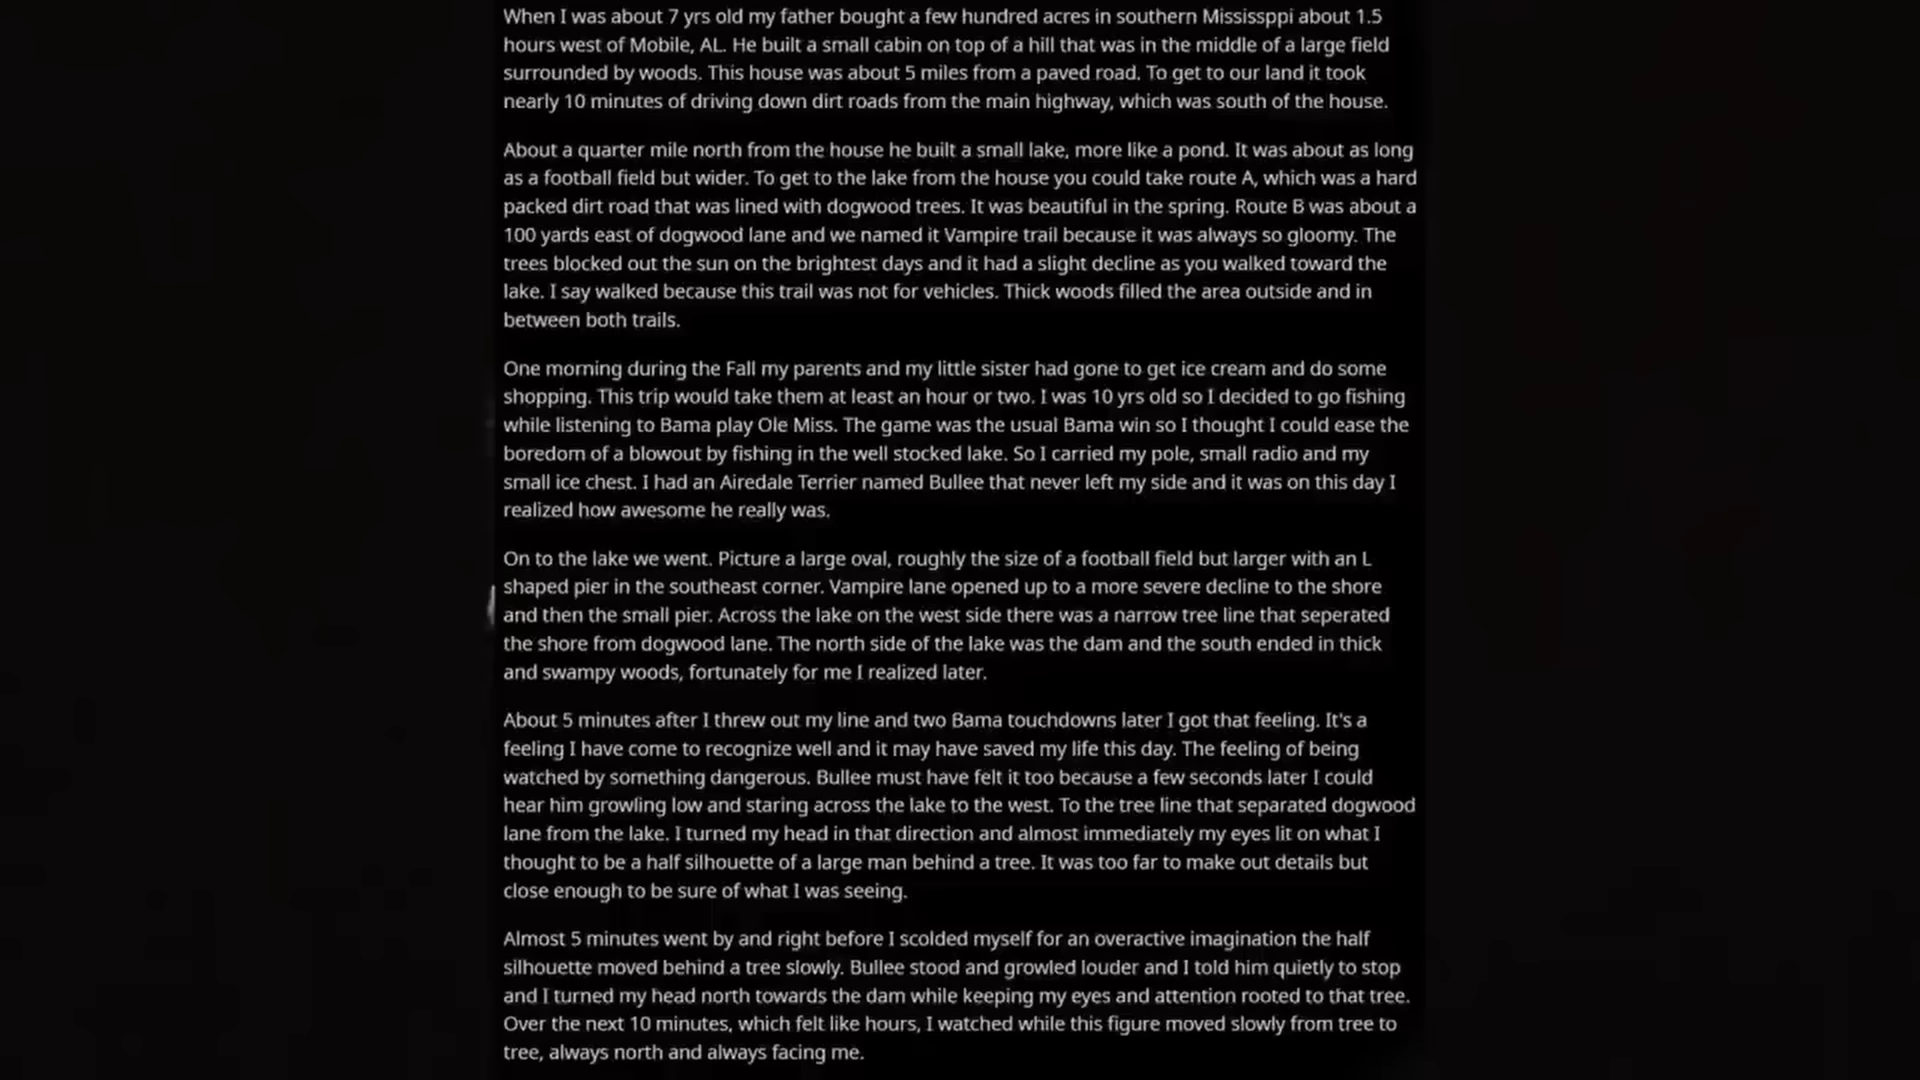 When I was about 7 yrs old my father bought a few hundred acres in southern Mississppi about 1.5
hours west of Mobile, AL. He built a small cabin on top of a hill that was in the middle of a large field
surrounded by woods. This house was about 5 miles from a paved road. To get to our land it took
nearly 10 minutes of driving down dirt roads from the main highway, which was south of the house.
About a quarter mile north from the house he built a small lake, more like a pond. It was about as long
as a football field but wider. To get to the lake from the house you could take route A, which was a hard
packed dirt road that was lined with dogwood trees. It was beautiful in the spring. Route B was about a
100 yards east of dogwood lane and we named it Vampire trail because it was always so gloomy. The
trees blocked out the sun on the brightest days and it had a slight decline as you walked toward the
lake. I say walked because this trail was not for vehicles. Thick woods filled the area outside and in
between both trails.
One morning during the Fall my parents and my little sister had gone to get ice cream and do some
shopping. This trip would take them at least an hour or two. I was 10 yrs old so I decided to go fishing
while listening to Bama play Ole Miss. The game was the usual Bama win so I thought I could ease the
boredom of a blowout by fishing in the well stocked lake. So I carried my pole, small radio and my
small ice chest. I had an Airedale Terrier named Bullee that never left my side and it was on this day I
realized how awesome he really was.
On to the lake we went. Picture a large oval, roughly the size of a football field but larger with an L
shaped pier in the southeast corner. Vampire lane opened up to a more severe decline to the shore
and then the small pier. Across the lake on the west side there was a narrow tree line that seperated
the shore from dogwood lane. The north side of the lake was the dam and the south ended in thick
and swampy woods, fortunately for me I realized later.
About 5 minutes after I threw out my line and two Bama touchdowns later I got that feeling. It's a
feeling I have come to recognize well and it may have saved my life this day. The feeling of being
watched by something dangerous. Bullee must have felt it too because a few seconds later I could
hear him growling low and staring across the lake to the west. To the tree line that separated dogwood
lane from the lake. I turned my head in that direction and almost immediately my eyes lit on what I
thought to be a half silhouette of a large man behind a tree. It was too far to make out details but
close enough to be sure of what I was seeing.
Almost 5 minutes went by and right before I scolded myself for an overactive imagination the half
silhouette moved behind a tree slowly. Bullee stood and growled louder and I told him quietly to stop
and I turned my head north towards the dam while keeping my eyes and attention rooted to that tree.
Over the next 10 minutes, which felt like hours, I watched while this figure moved slowly from tree to
tree, always north and always facing me.